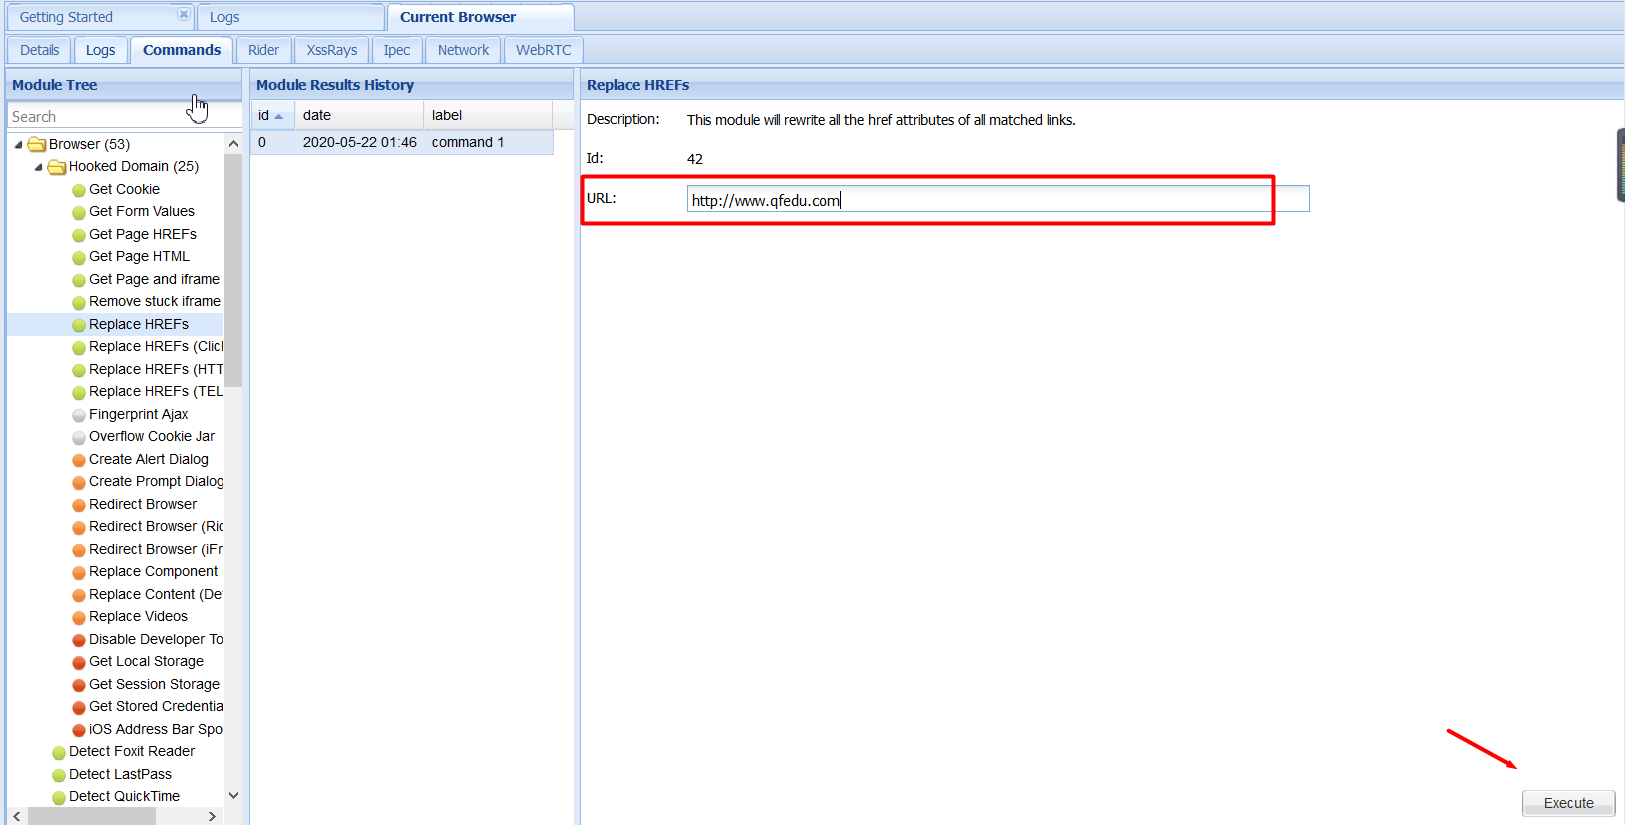 Getting Started
Logs
Current Browser
Details
Logs
Commands
Rider
XssRays
Ipec
Network
WebRTC
Module Tree
Search
Browser (53)
Hooked Domain (25)
Get Cookie
Get Form Values
Get Page HREFs
Get Page HTML
Get Page and iframe
Remove stuck iframe
Replace HREFs
Replace HREFs (Clic
Replace HREFs (HTT
Replace HREFs (TEL
Fingerprint Ajax
Overflow Cookie Jar
Create Alert Dialog
Create Prompt Dialog
Redirect Browser
Redirect Browser (Ric
Redirect Browser (iFr
Replace Component
Replace Content (De
Replace Videos
Disable Developer To
Get Local Storage
Get Session Storage
Get Stored Credentia
iOS Address Bar Spo
Detect Foxit Reader
Detect LastPass
Detect QuickTime
Module Results History
id date label
0 2020-05-22 01:46 command 1
Replace HREFs
Description: This module will rewrite all the href attributes of all matched links.
Id: 42
URL: http://www.qfedu.com
Execute